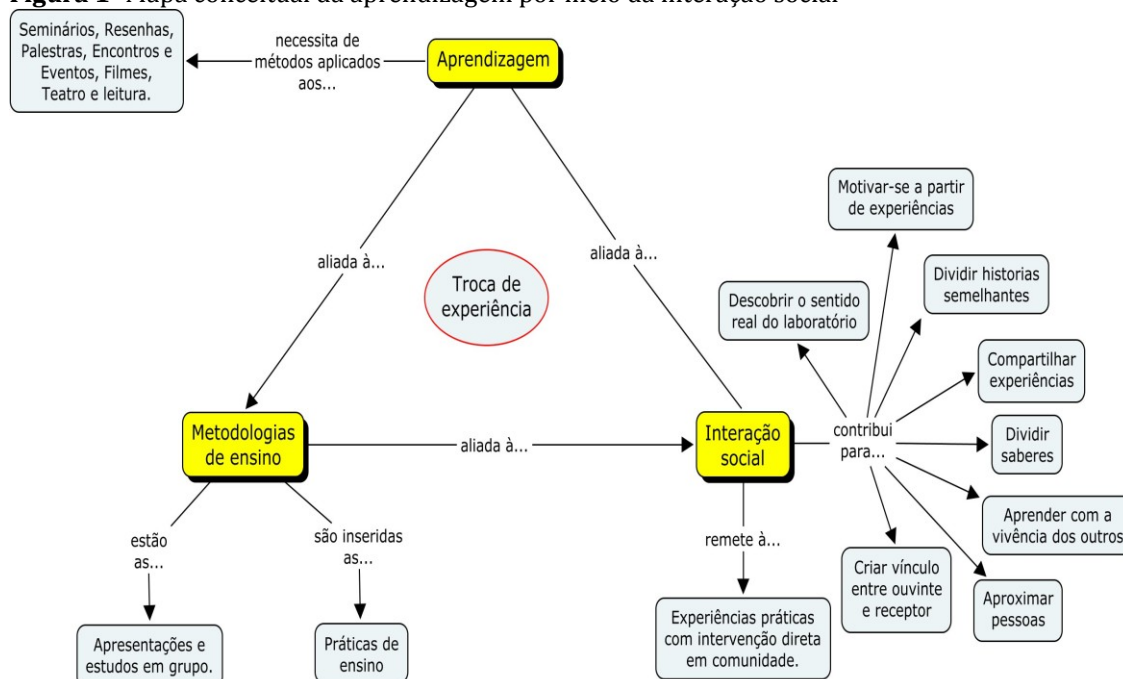 Figura 1- Mapa conceitual da aprendizagem por meio da interação social
Seminários, Resenhas,
Palestras, Encontros e
Eventos, Filmes,
Teatro e leitura.
necessita de
métodos aplicados
aos...
Aprendizagem
aliada à...
aliada à...
Troca de
experiência
Motivar-se a partir
de experiências
Dividir historias
semelhantes
Descobrir o sentido
real do laboratório
Compartilhar
experiências
Metodologias
de ensino
aliada à...
Interação
social
contribui
para...
Dividir
saberes
Aprender com a
vivência dos outros
estão
as...
são inseridas
as...
remete à...
Criar vínculo
entre ouvinte
e receptor
Aproximar
pessoas
Apresentações e
estudos em grupo.
Práticas de
ensino
Experiências práticas
com intervenção direta
em comunidade.